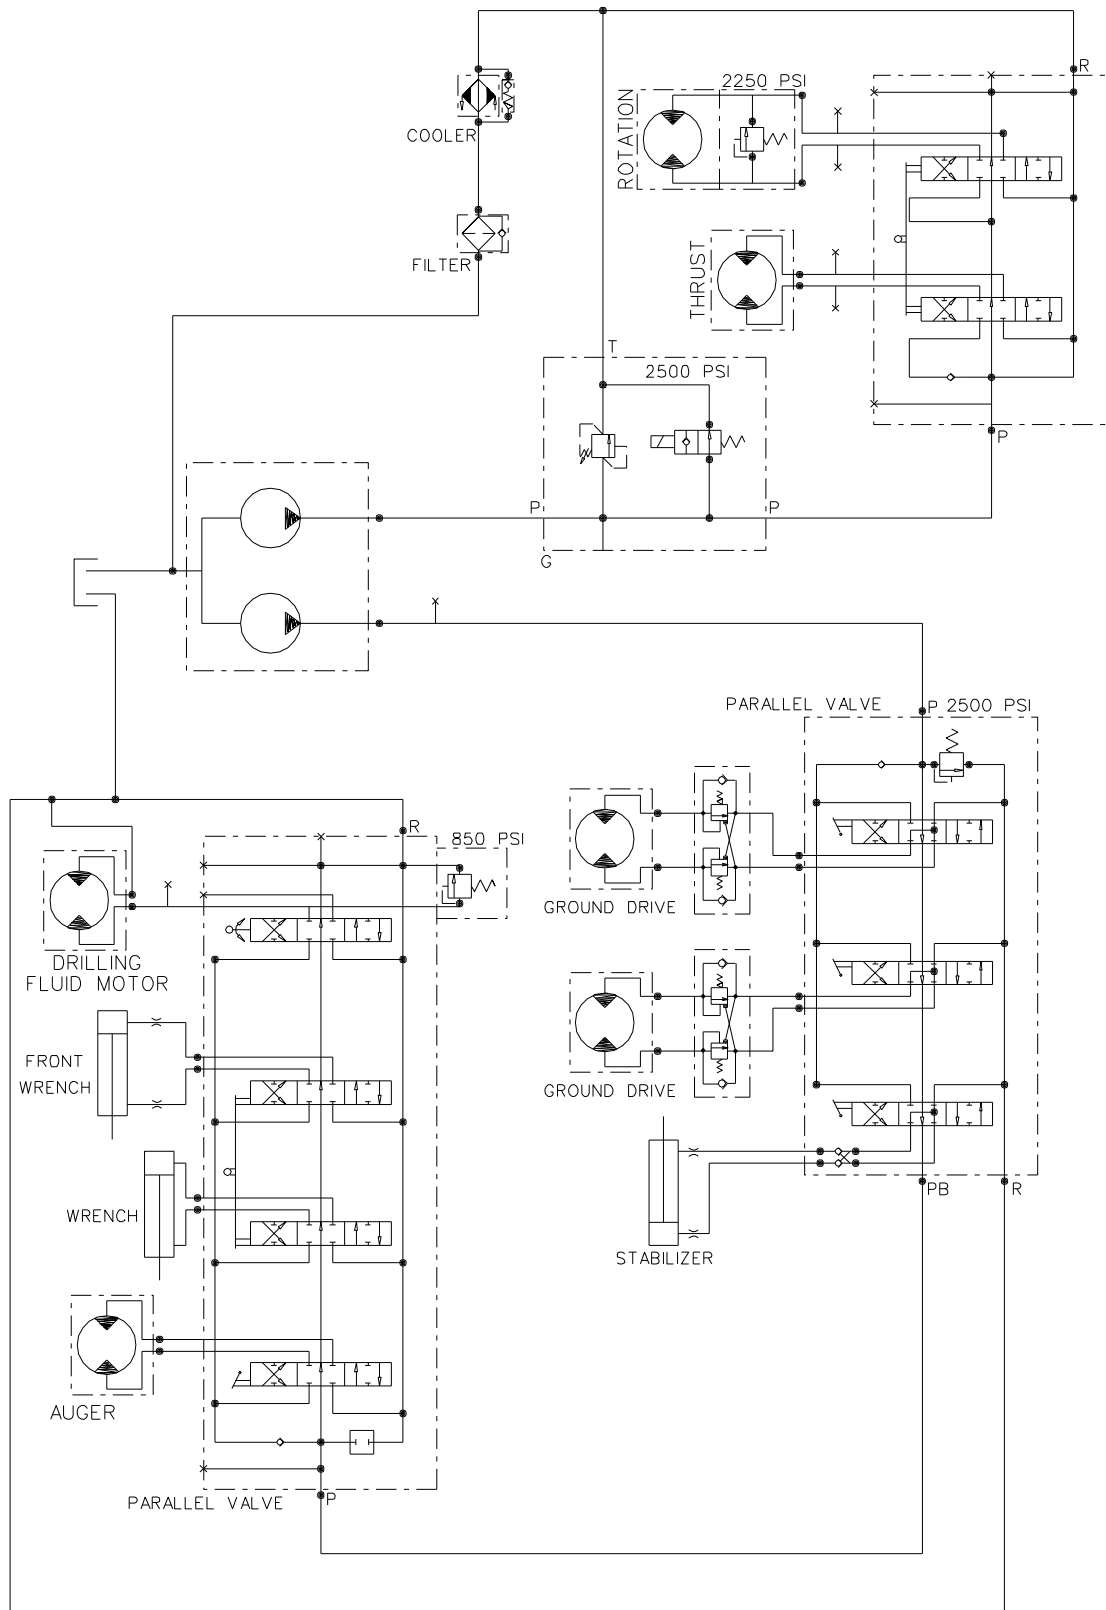 R
2250 PSI
ROTATION
COOLER
THRUST
FILTER
T
2500 PSI
P
P
P
G
PARALLEL VALVE
P 2500 PSI
R
850 PSI
GROUND DRIVE
DRILLING
FLUID MOTOR
FRONT
WRENCH
GROUND DRIVE
PB
R
WRENCH
STABILIZER
AUGER
PARALLEL VALVE
P